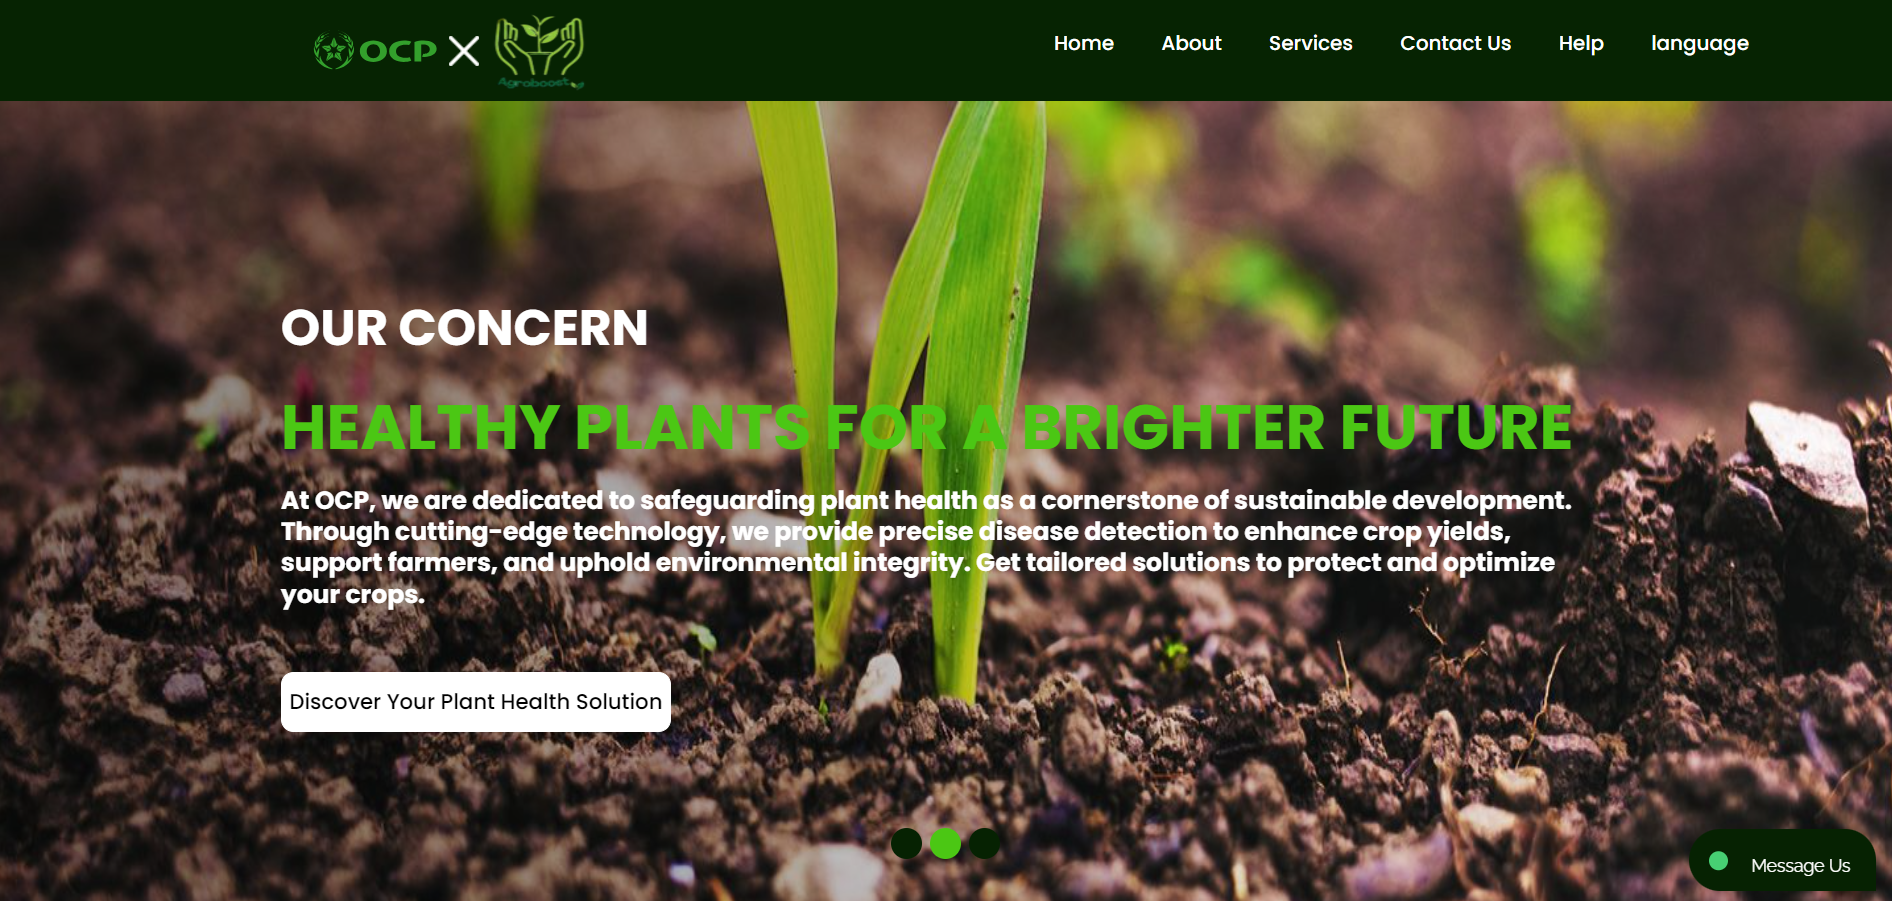 OCP
Agroboost
Home About Services Contact Us Help language
OUR CONCERN
HEALTHY PLANTS FOR A BRIGHTER FUTURE
At OCP, we are dedicated to safeguarding plant health as a cornerstone of sustainable development.
Through cutting-edge technology, we provide precise disease detection to enhance crop yields,
support farmers, and uphold environmental integrity. Get tailored solutions to protect and optimize
your crops.
Discover Your Plant Health Solution
Message Us